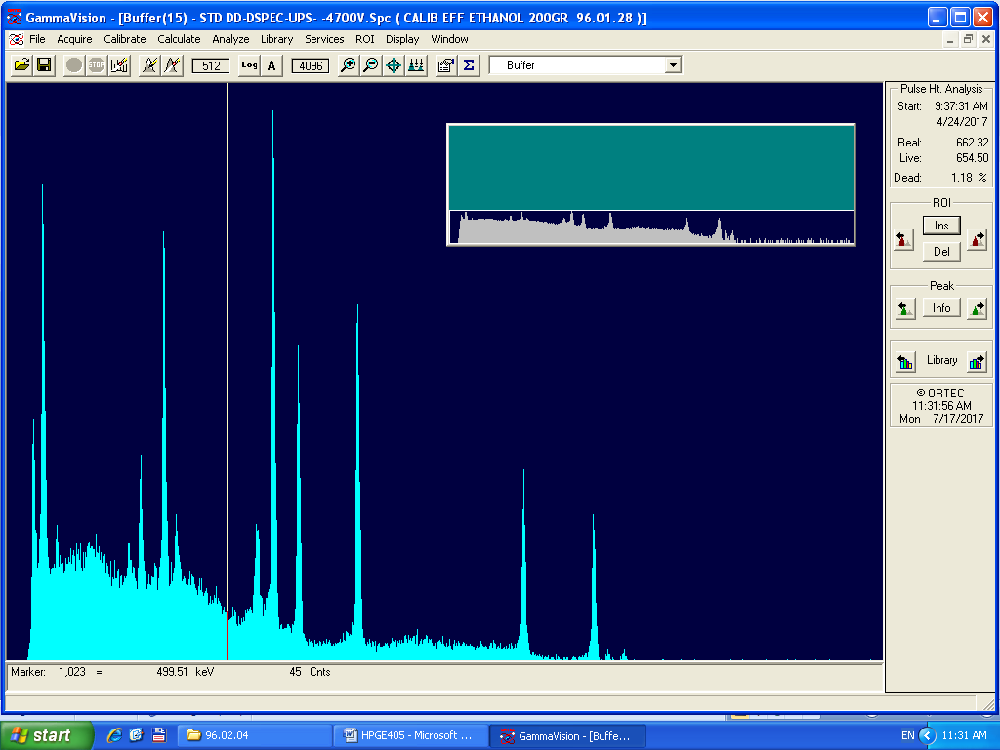 GammaVision - [Buffer(15) - STD DD-DSPEC-UPS- -4700V.Spc ( CALIB EFF ETHANOL 200GR  96.01.28 )]
File Acquire Calibrate Calculate Analyze Library Services ROI Display Window
STOP 512 Log A 4096 Σ Buffer
Pulse Ht. Analysis
Start: 9:37:31 AM
4/24/2017
Real: 662.32
Live: 654.50
Dead: 1.18 %
ROI
Ins
Del
Peak
Info
Library
© ORTEC
11:31:56 AM
Mon 7/17/2017
Marker: 1,023 = 499.51 keV 45 Cnts
start 96.02.04 HPGE405 - Microsoft ... GammaVision - [Buffe... EN 11:31 AM